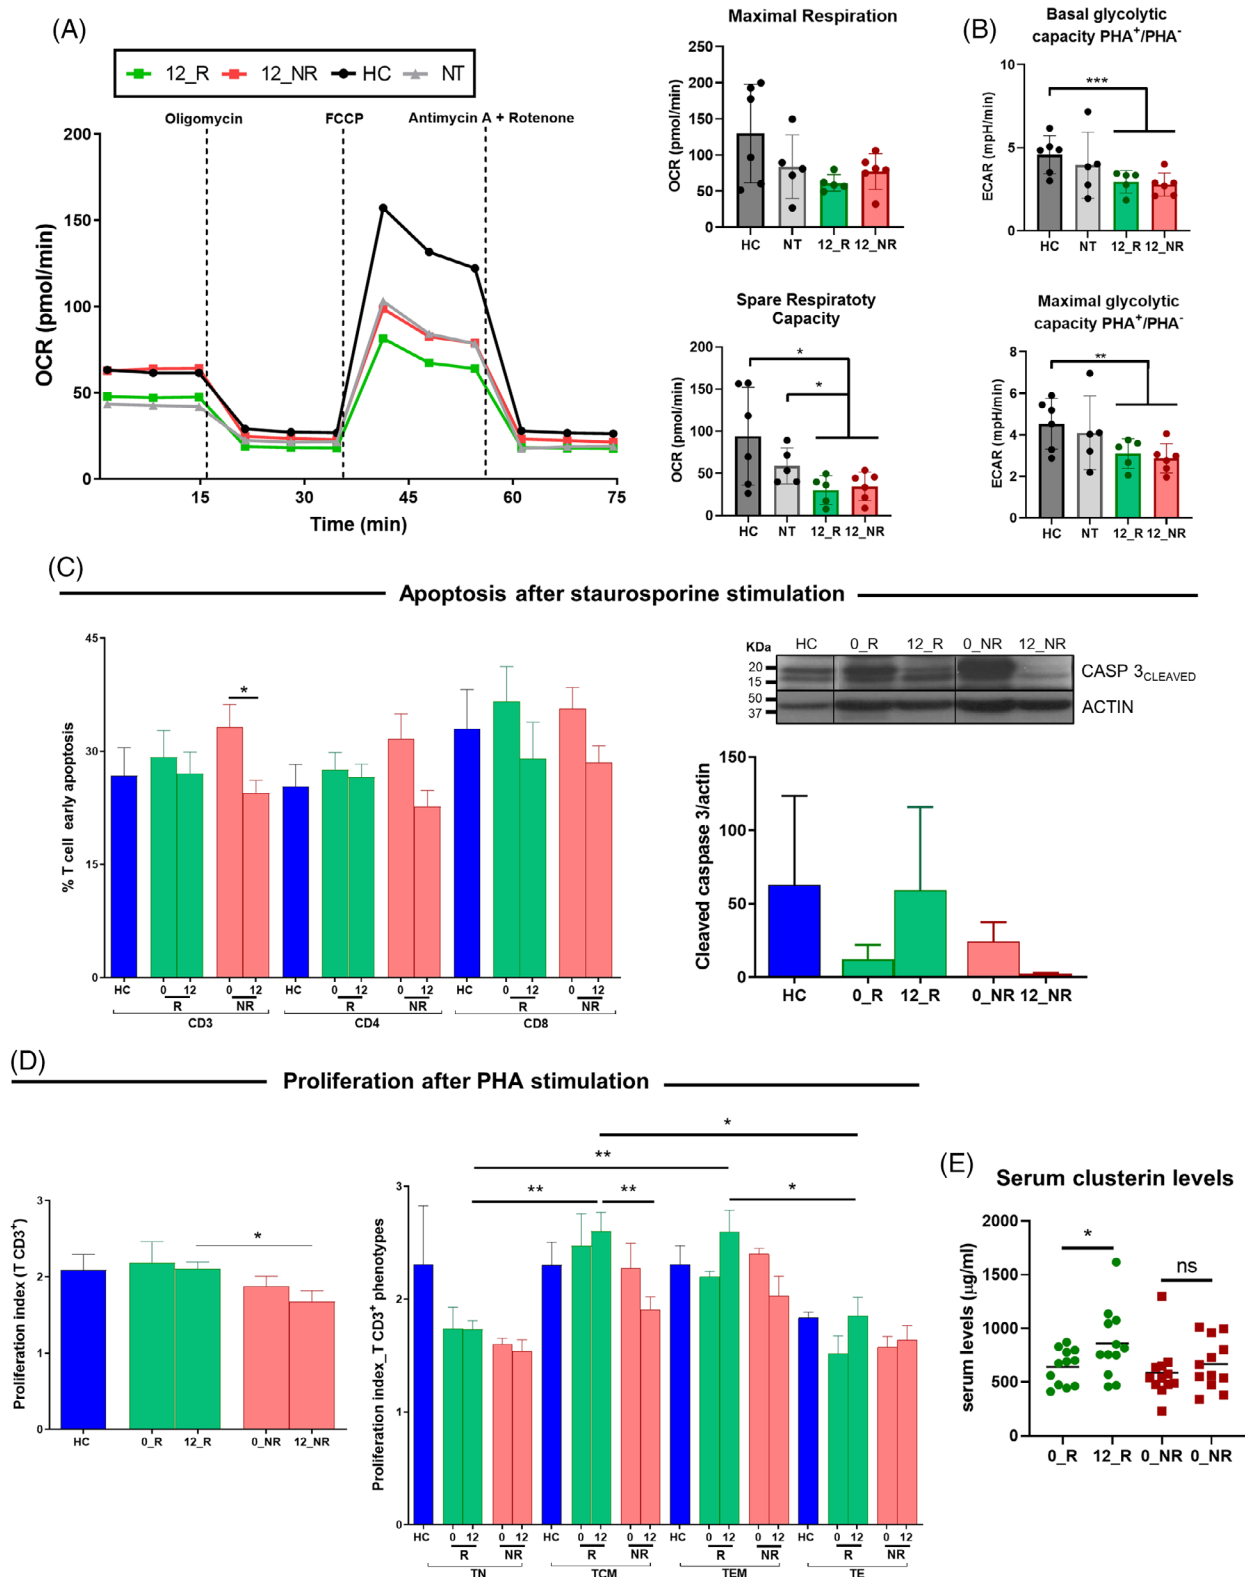 (A)
12_R 12_NR HC NT
Oligomycin FCCP Antimycin A + Rotenone
200
150
100
50
0
OCR (pmol/min)
15 30 45 60 75
Time (min)
Maximal Respiration
250
200
150
100
50
0
OCR (pmol/min)
HC NT 12_R 12_NR
Spare Respiratoty
Capacity
200
150
100
50
0
OCR (pmol/min)
*
*
HC NT 12_R 12_NR
(B)
Basal glycolytic
capacity PHA+/PHA-
10
5
0
ECAR (mpH/min)
***
HC NT 12_R 12_NR
Maximal glycolytic
capacity PHA+/PHA-
8
6
4
2
0
ECAR (mpH/min)
**
HC NT 12_R 12_NR
(C)
Apoptosis after staurosporine stimulation
45
30
15
0
% T cell early apoptosis
*
HC 0 12 0 12 HC 0 12 0 12 HC 0 12 0 12
R NR R NR R NR
CD3 CD4 CD8
KDa HC 0_R 12_R 0_NR 12_NR
20
15
CASP 3CLEAVED
50
37
ACTIN
150
100
50
0
Cleaved caspase 3/actin
HC 0_R 12_R 0_NR 12_NR
(D)
Proliferation after PHA stimulation
3
2
1
0
Proliferation index (T CD3+)
*
HC 0_R 12_R 0_NR 12_NR
3
2
1
0
Proliferation index_T CD3+ phenotypes
*
**
** ** *
HC 0 12 0 12 HC 0 12 0 12 HC 0 12 0 12 HC 0 12 0 12
R NR R NR R NR R NR
TN TCM TEM TE
(E)
Serum clusterin levels
2000
1500
1000
500
0
serum levels (µg/ml)
*
ns
0_R 12_R 0_NR 0_NR